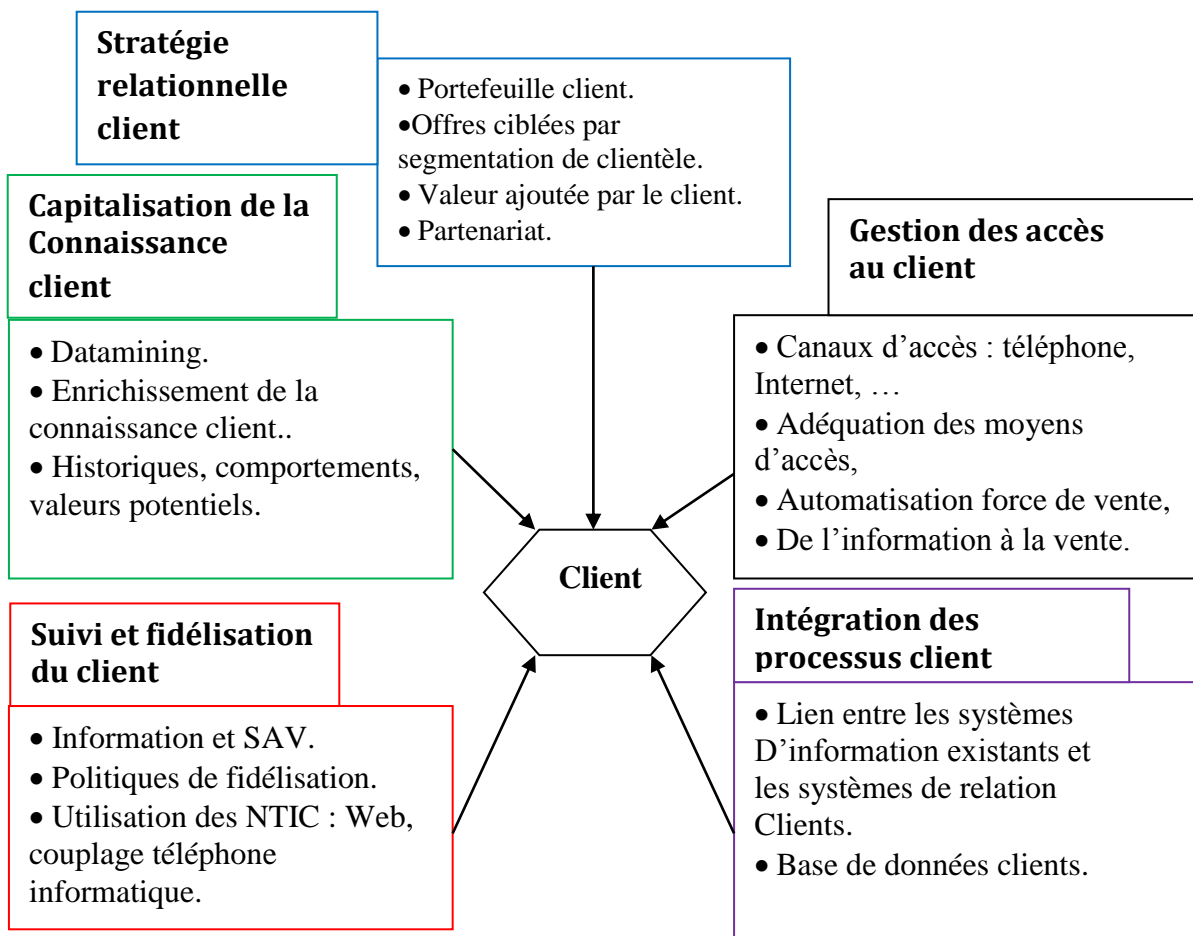 Stratégie
relationnelle
client
• Portefeuille client.
•Offres ciblées par
segmentation de clientèle.
• Valeur ajoutée par le client.
• Partenariat.
Capitalisation de la
Connaissance
client
• Datamining.
• Enrichissement de la
connaissance client..
• Historiques, comportements,
valeurs potentiels.
Gestion des accès
au client
• Canaux d’accès : téléphone,
Internet, …
• Adéquation des moyens
d’accès,
• Automatisation force de vente,
• De l’information à la vente.
Client
Suivi et fidélisation
du client
• Information et SAV.
• Politiques de fidélisation.
• Utilisation des NTIC : Web,
couplage téléphone
informatique.
Intégration des
processus client
• Lien entre les systèmes
D’information existants et
les systèmes de relation
Clients.
• Base de données clients.